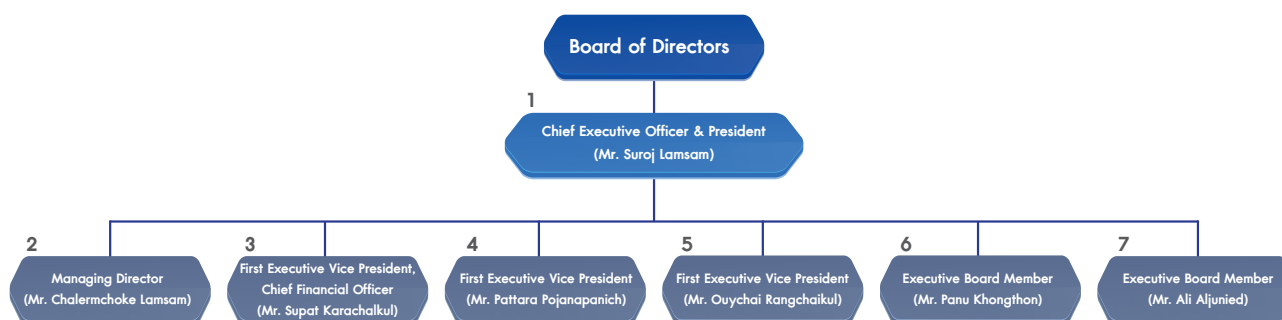 Board of Directors
1
Chief Executive Officer & President
(Mr. Suroj Lamsam)
2
Managing Director
(Mr. Chalermchoke Lamsam)
3
First Executive Vice President,
Chief Financial Officer
(Mr. Supat Karachalkul)
4
First Executive Vice President
(Mr. Pattara Pojanapanich)
5
First Executive Vice President
(Mr. Ouychai Rangchaikul)
6
Executive Board Member
(Mr. Panu Khongthon)
7
Executive Board Member
(Mr. Ali Aljunied)